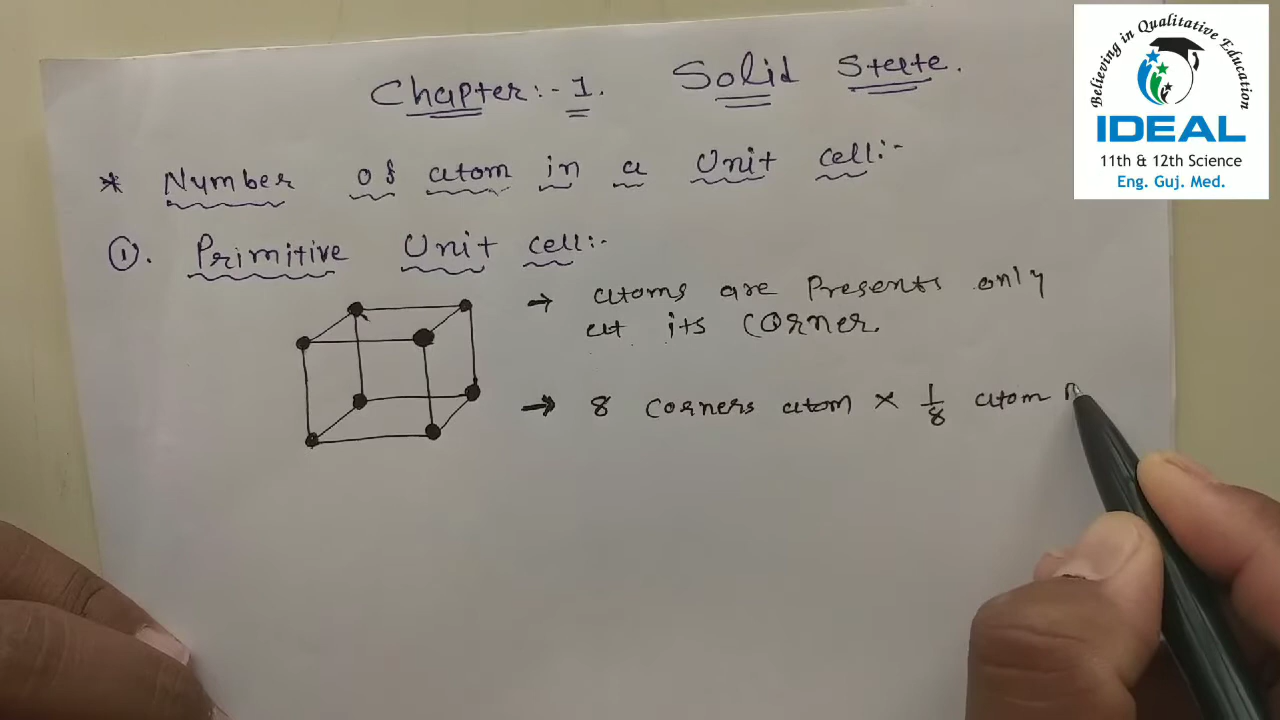 Believing in Qualitative Education
IDEAL
11th & 12th Science
Eng. Guj. Med.
Chapter:- 1. Solid State.
* Number of atom in a Unit cell:-
①. Primitive Unit cell:-
→ atoms are Presents only
at its corner.
→ 8 corners atom × 1/8 atom